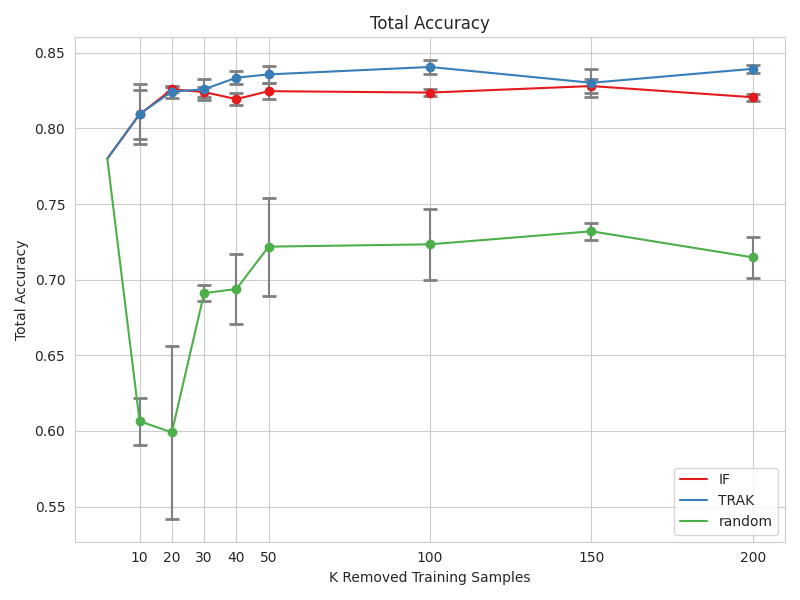 Total Accuracy
Total Accuracy
0.85
0.80
0.75
0.70
0.65
0.60
0.55
IF
TRAK
random
10 20 30 40 50 100 150 200
K Removed Training Samples